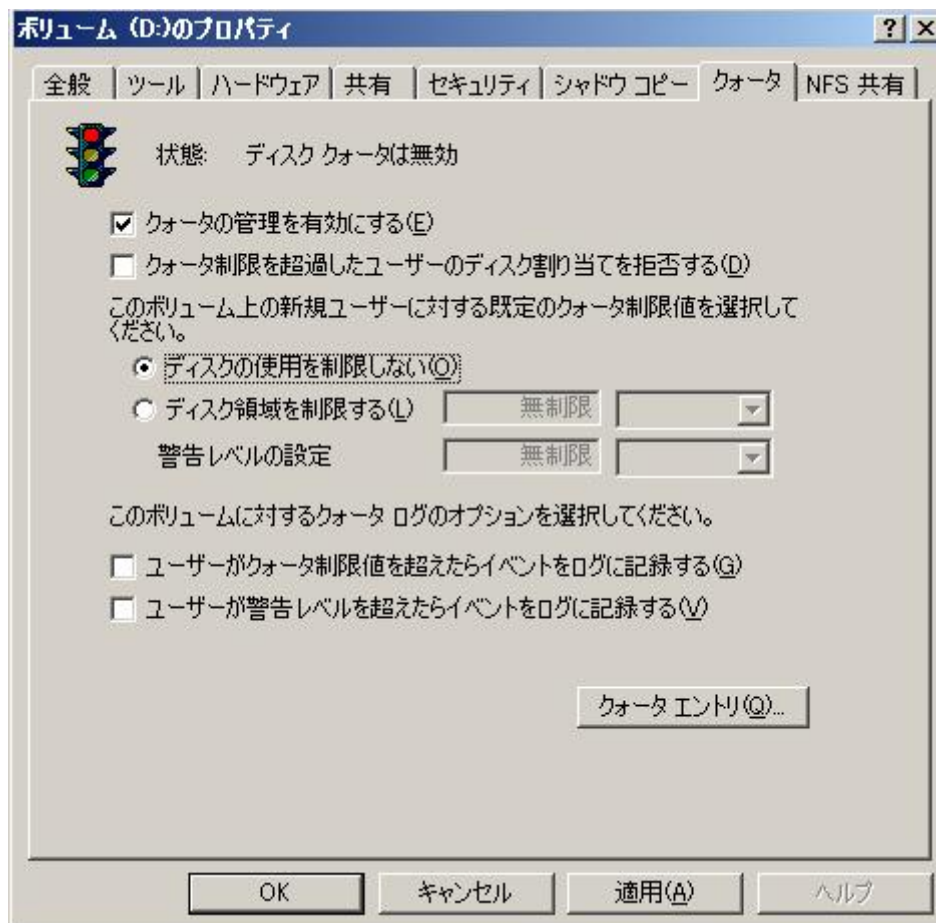 ボリューム (D:)のプロパティ
全般 ツール ハードウェア 共有 セキュリティ シャドウ コピー クォータ NFS 共有
状態: ディスク クォータは無効
クォータの管理を有効にする(E)
クォータ制限を超過したユーザーのディスク割り当てを拒否する(D)
このボリューム上の新規ユーザーに対する既定のクォータ制限値を選択して
ください。
ディスクの使用を制限しない(O)
ディスク領域を制限する(L) 無制限
警告レベルの設定 無制限
このボリュームに対するクォータ ログのオプションを選択してください。
ユーザーがクォータ制限値を超えたらイベントをログに記録する(G)
ユーザーが警告レベルを超えたらイベントをログに記録する(V)
クォータ エントリ(Q)...
OK キャンセル 適用(A) ヘルプ